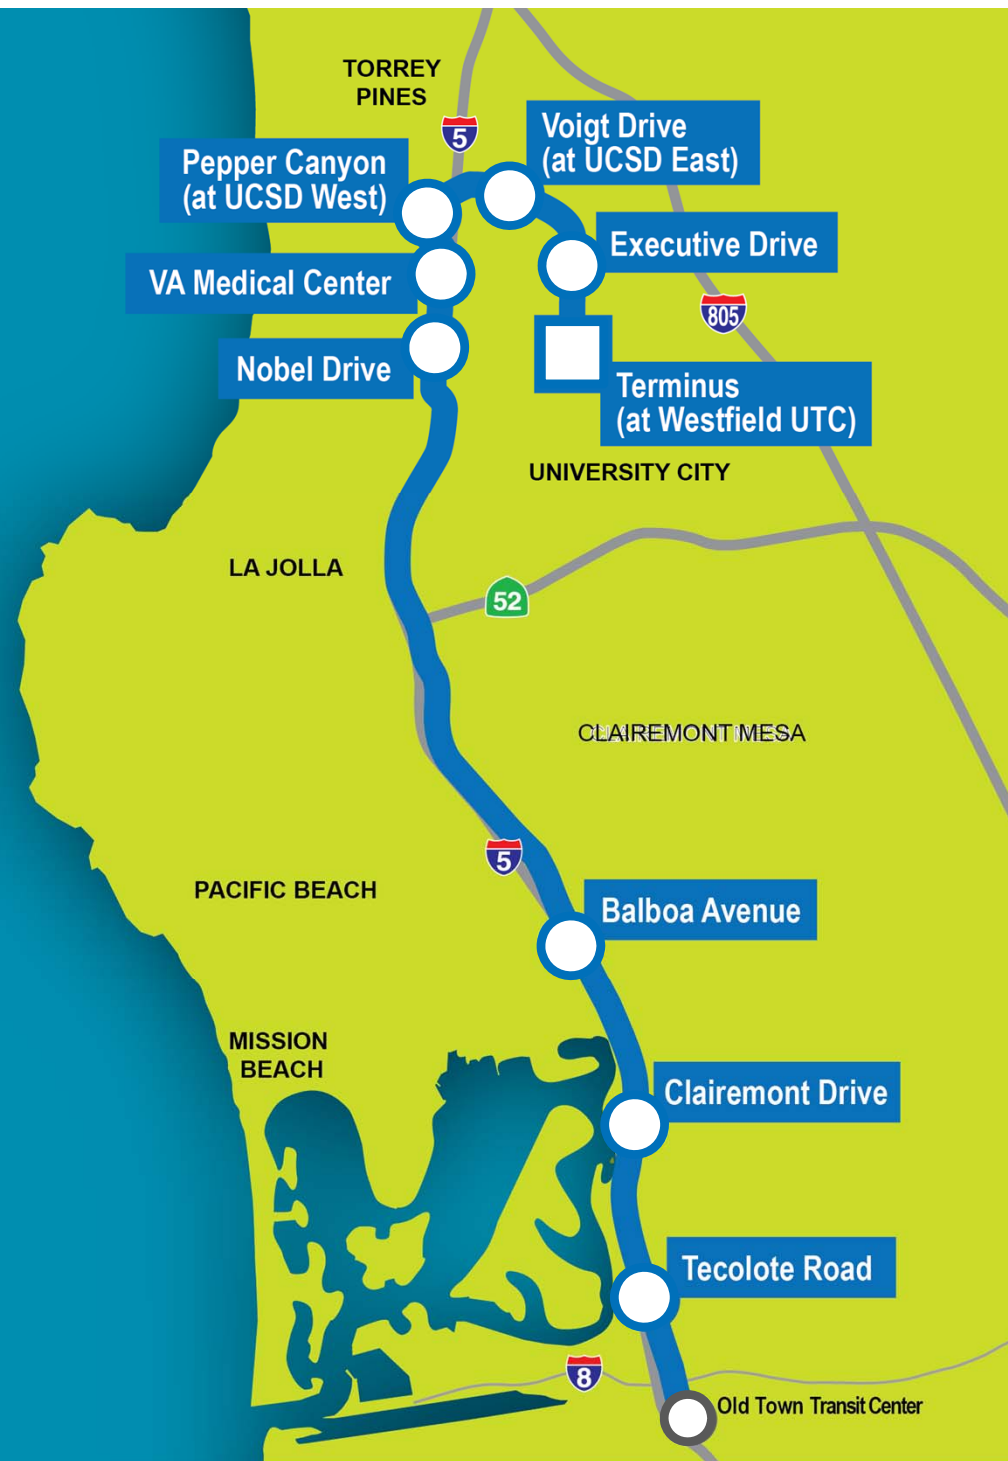 TORREY
PINES
5
Voigt Drive
(at UCSD East)
Pepper Canyon
(at UCSD West)
Executive Drive
VA Medical Center
805
Nobel Drive
Terminus
(at Westfield UTC)
UNIVERSITY CITY
LA JOLLA
52
CLAIREMONT MESA
5
PACIFIC BEACH
Balboa Avenue
MISSION
BEACH
Clairemont Drive
Tecolote Road
8
Old Town Transit Center